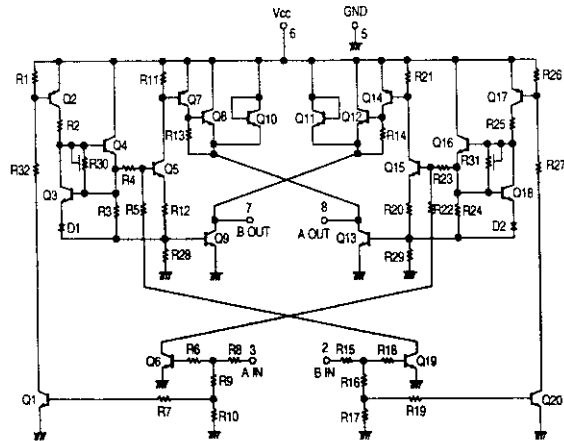 Vcc GND
6 5
R1 Q2 R11 Q7 Q8 Q10 Q11 Q12 Q14 R21 Q17 R26
R2 Q4 R13 R14 Q16 R25
R32 R30 R4 Q5 Q15 R23 R31 R27
Q3 R3 R5 R12 R20 R22 R24 Q18
D1 7 8 D2
B OUT A OUT
R28 Q9 Q13 R29
Q6 R6 R8 3 2 R15 R18 Q19
A IN B IN
R9 R16
Q1 R7 R10 R17 R19 Q20